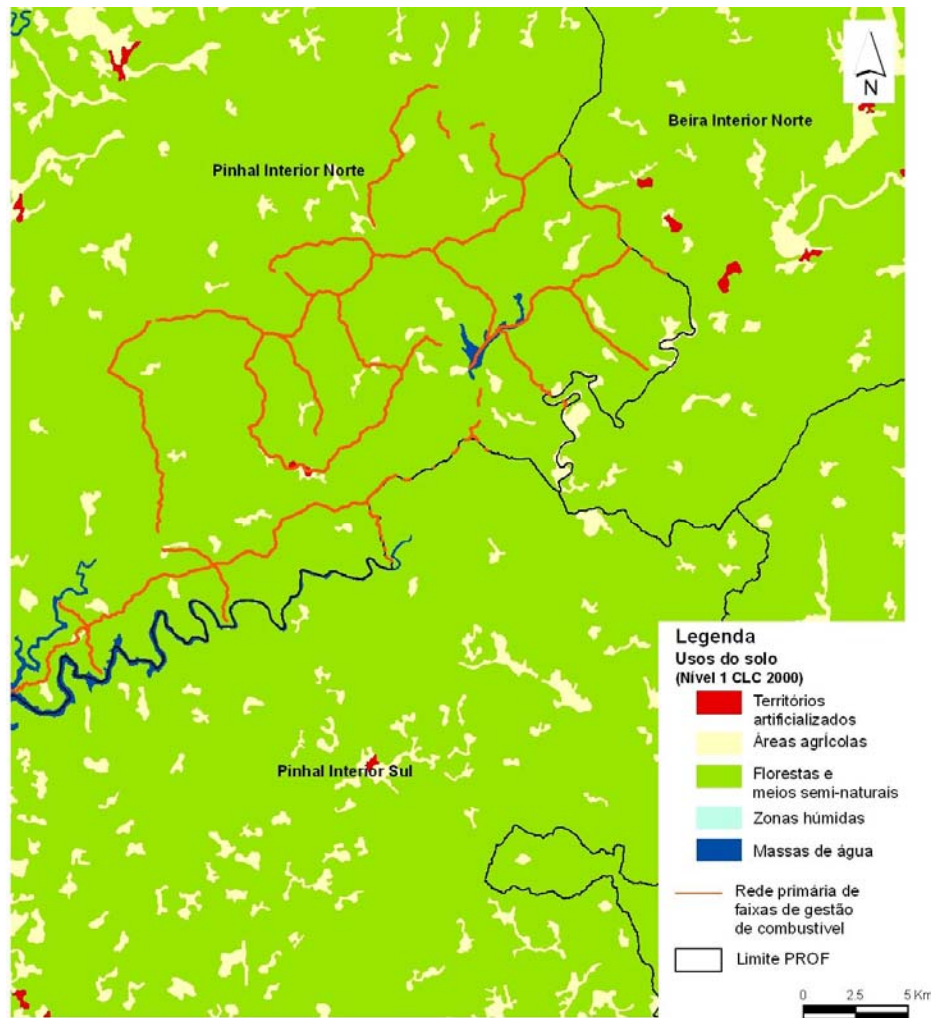 N
Beira Interior Norte
Pinhal Interior Norte
Pinhal Interior Sul
Legenda
Usos do solo
(Nível 1 CLC 2000)
Territórios
artificializados
Áreas agrícolas
Florestas e
meios semi-naturais
Zonas húmidas
Massas de água
Rede primária de
faixas de gestão
de combustível
Limite PROF
0 2.5 5 Km